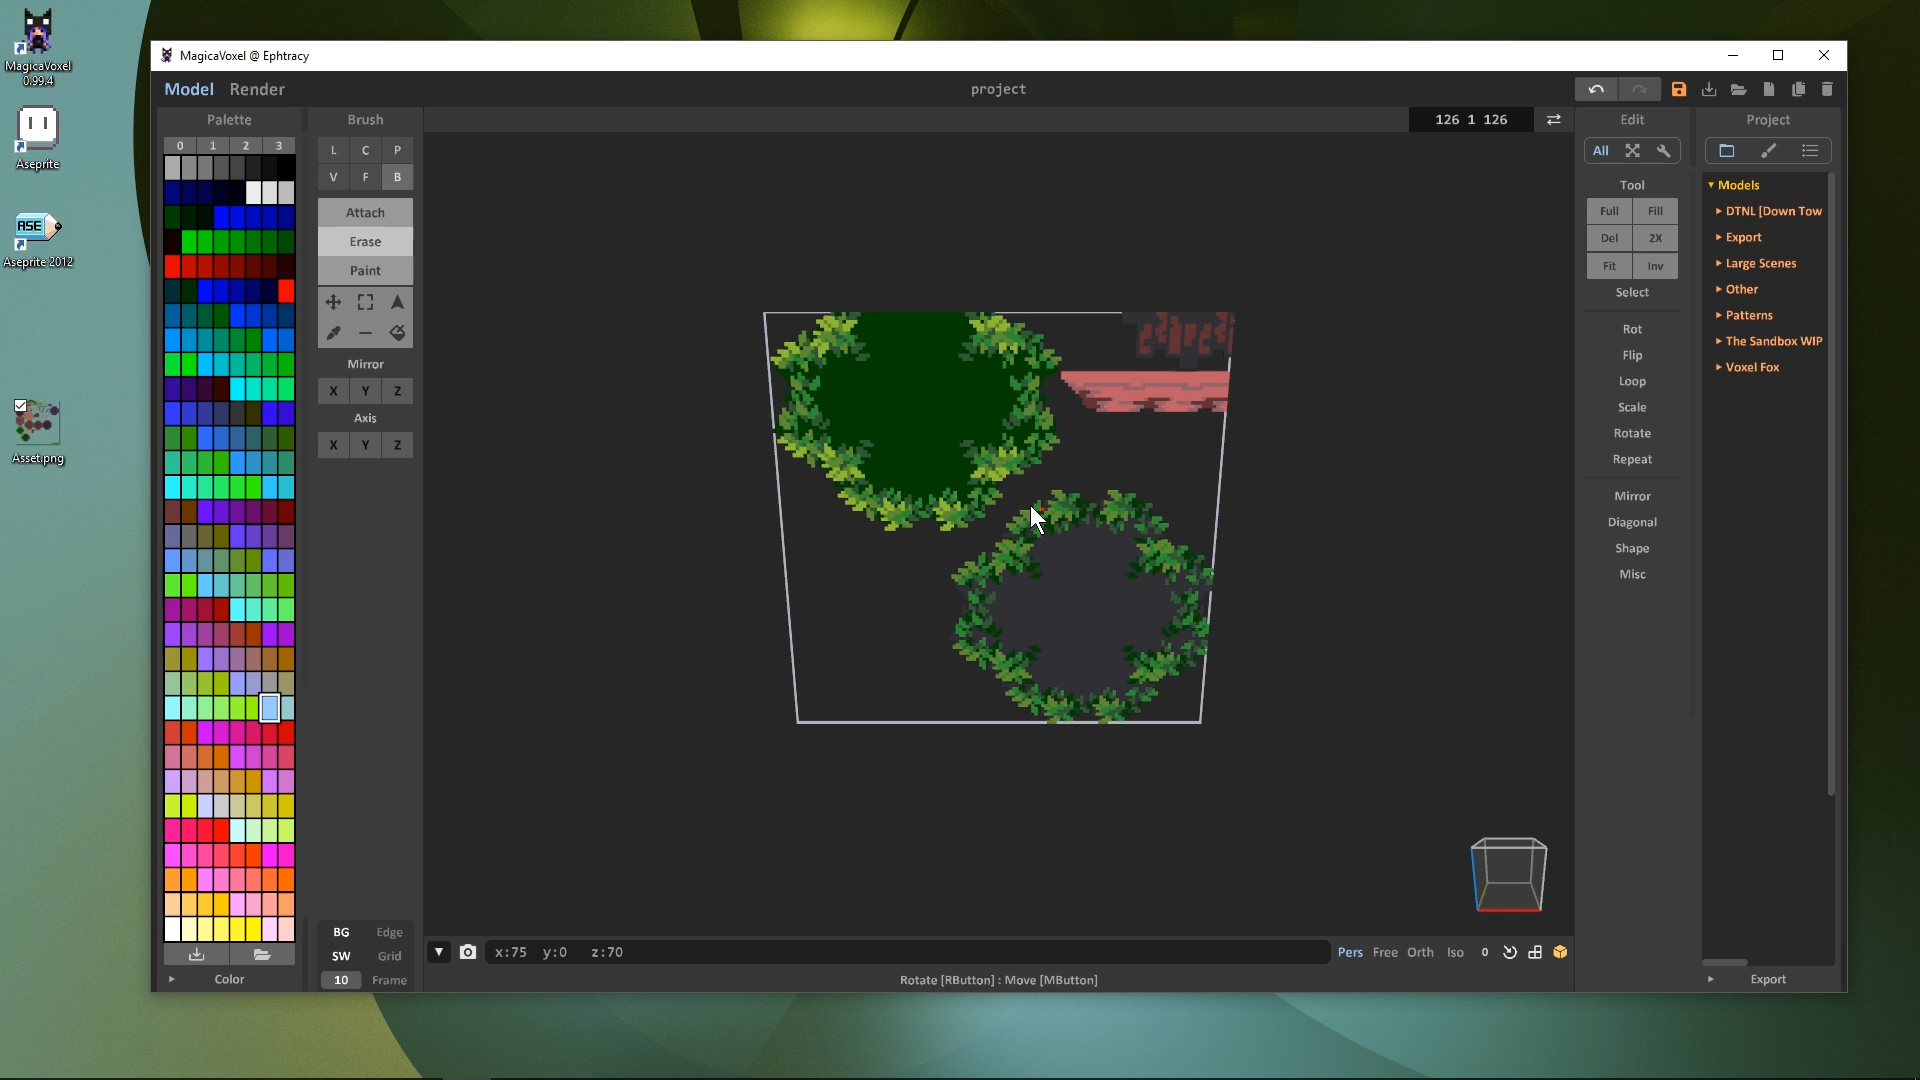 MagicaVoxel
0.99.4
Aseprite
ASE
Aseprite 2012
Asset.png
MagicaVoxel @ Ephtracy
Model Render
project
Palette
0 1 2 3
Color
Brush
L C P
V F B
Attach
Erase
Paint
Mirror
X Y Z
Axis
X Y Z
BG Edge
SW Grid
10 Frame
126 1 126
x:75 y:0 z:70
Pers Free Orth Iso 0
Rotate [RButton] : Move [MButton]
Edit
All
Tool
Full Fill
Del 2X
Fit Inv
Select
Rot
Flip
Loop
Scale
Rotate
Repeat
Mirror
Diagonal
Shape
Misc
Project
Models
DTNL [Down Tow
Export
Large Scenes
Other
Patterns
The Sandbox WIP
Voxel Fox
Export